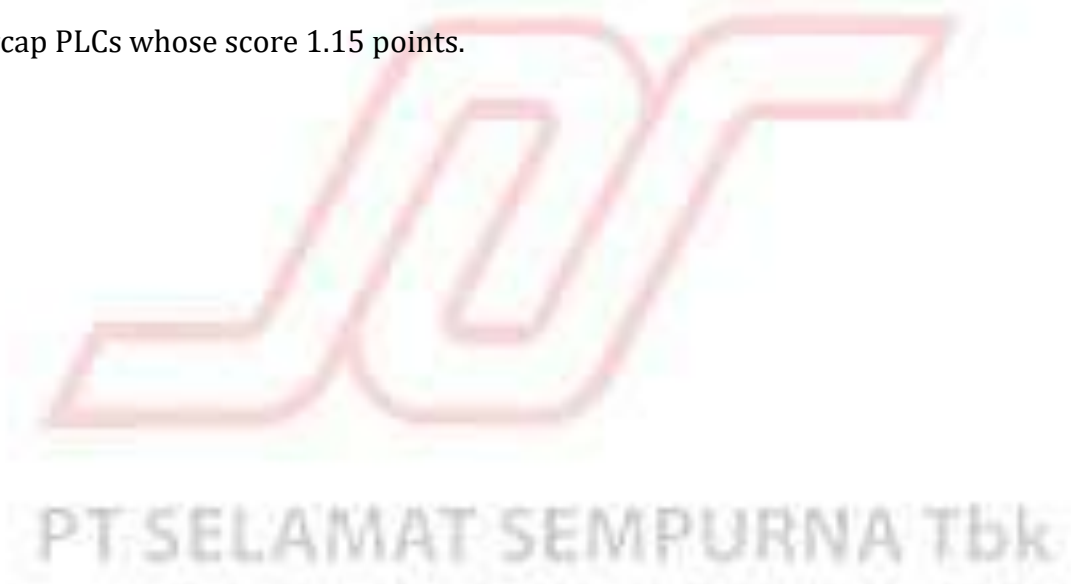 cap PLCs whose score 1.15 points.
PT SELAMAT SEMPURNA Tbk